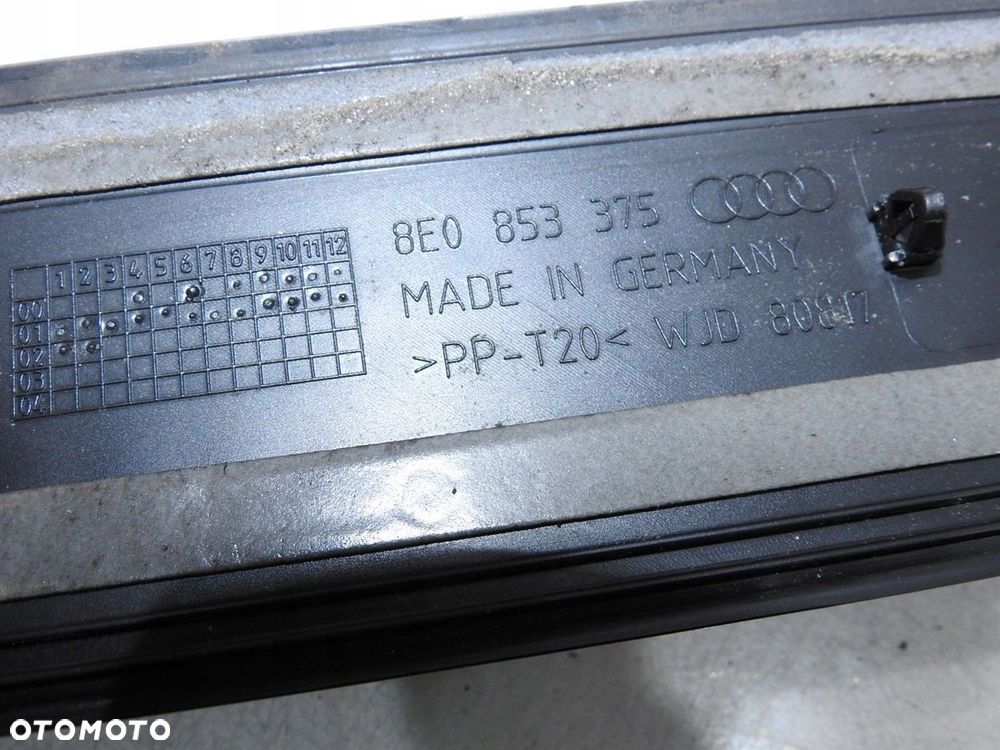 8E0 853 375
MADE IN GERMANY
>PP-T20< WJD 80817
1 2 3 4 5 6 7 8 9 10 11 12
00
01
02
03
04
OTOMOTO